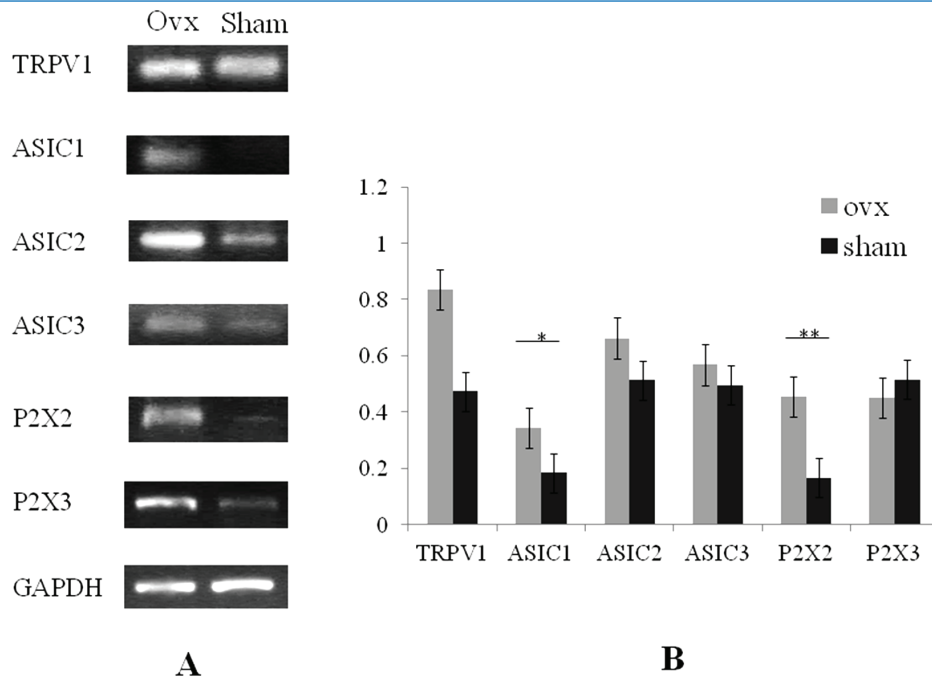 Ovx Sham
TRPV1
ASIC1
ASIC2
ASIC3
P2X2
P2X3
GAPDH
A
1.2
1
0.8
0.6
0.4
0.2
0
ovx
sham
*
**
TRPV1 ASIC1 ASIC2 ASIC3 P2X2 P2X3
B